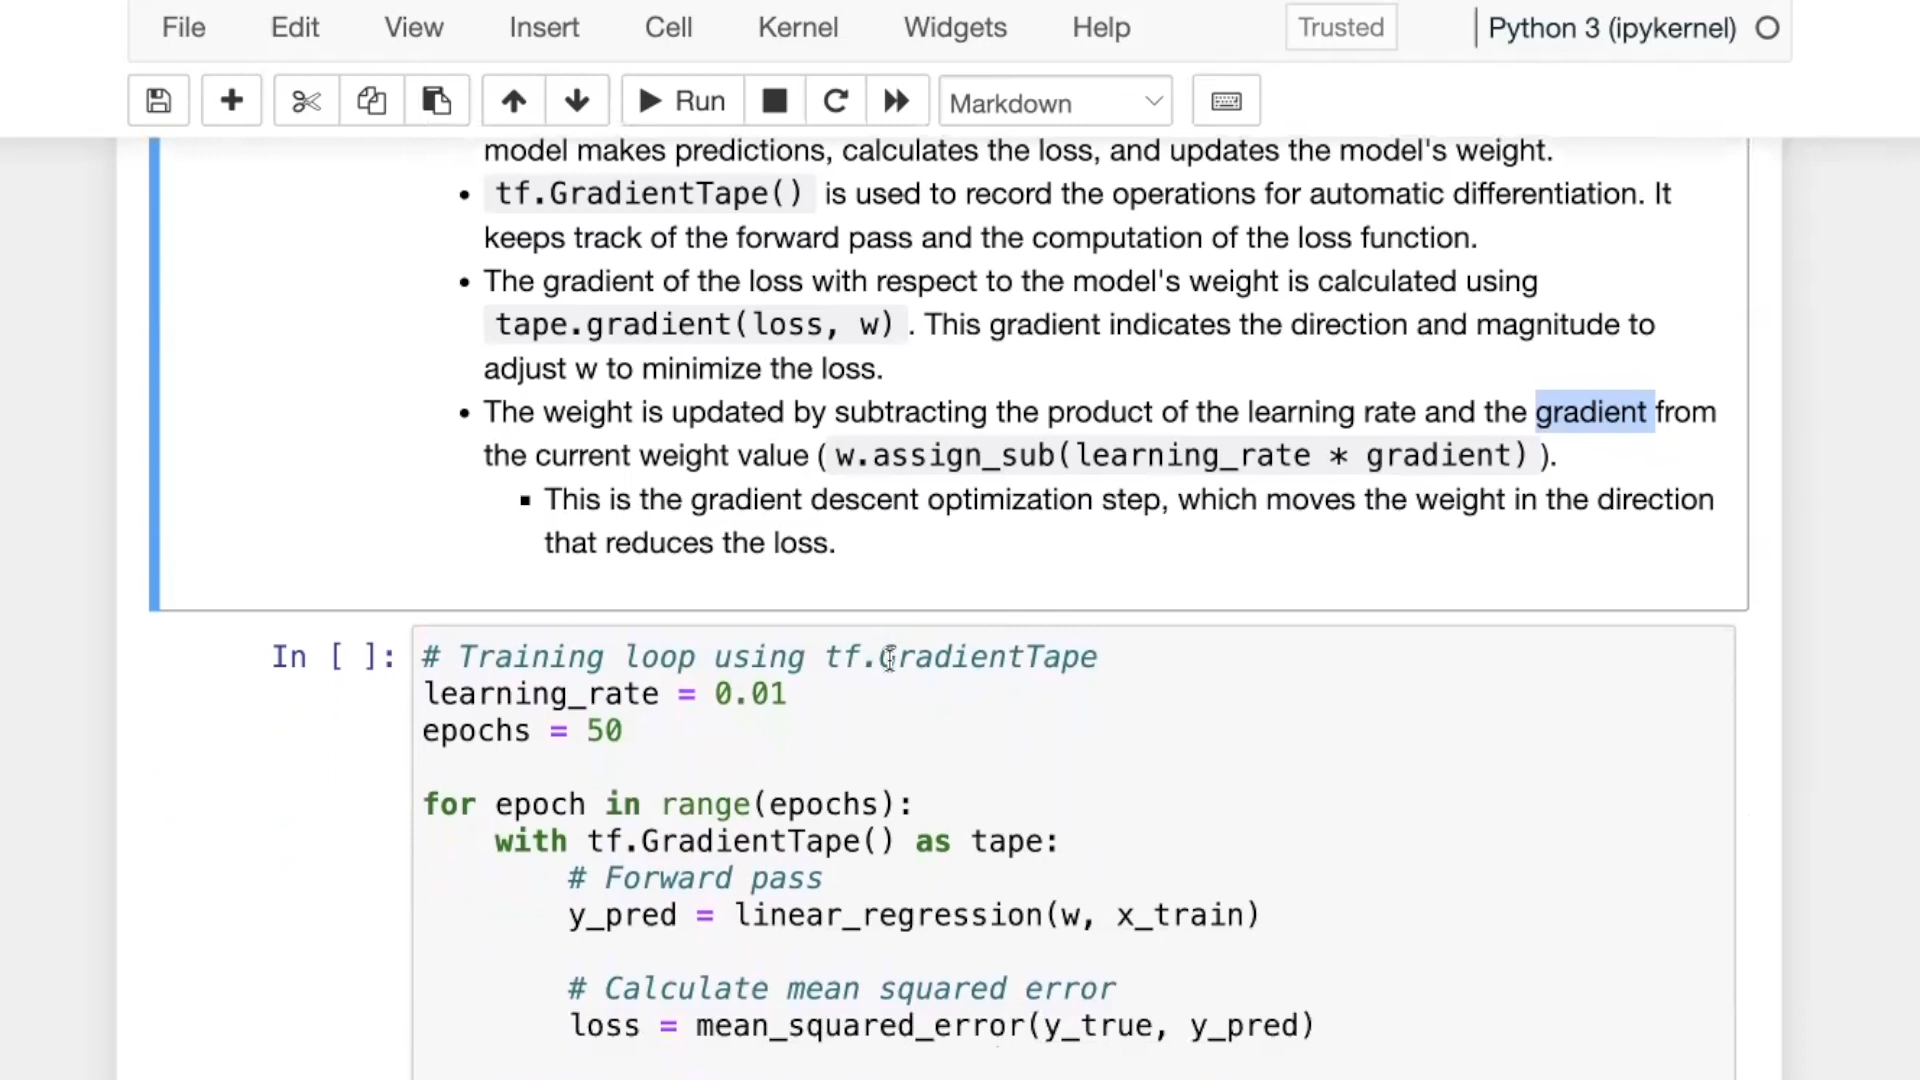 File Edit View Insert Cell Kernel Widgets Help Trusted Python 3 (ipykernel)
Run Markdown
model makes predictions, calculates the loss, and updates the model's weight.
• tf.GradientTape() is used to record the operations for automatic differentiation. It
keeps track of the forward pass and the computation of the loss function.
• The gradient of the loss with respect to the model's weight is calculated using
tape.gradient(loss, w) . This gradient indicates the direction and magnitude to
adjust w to minimize the loss.
• The weight is updated by subtracting the product of the learning rate and the gradient from
the current weight value ( w.assign_sub(learning_rate * gradient) ).
▪ This is the gradient descent optimization step, which moves the weight in the direction
that reduces the loss.
In [ ]: # Training loop using tf.GradientTape
learning_rate = 0.01
epochs = 50
for epoch in range(epochs):
with tf.GradientTape() as tape:
# Forward pass
y_pred = linear_regression(w, x_train)
# Calculate mean squared error
loss = mean_squared_error(y_true, y_pred)